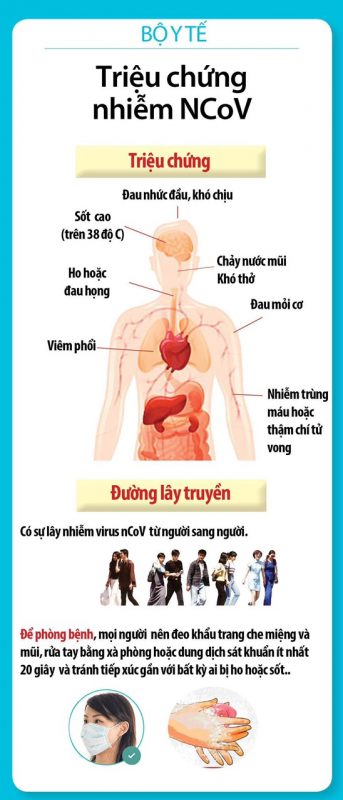 BỘ Y TẾ
Triệu chứng
nhiễm NCoV
Triệu chứng
Đau nhức đầu, khó chịu
Sốt cao
(trên 38 độ C)
Chảy nước mũi
Khó thở
Ho hoặc
đau họng
Đau mỏi cơ
Viêm phổi
Nhiễm trùng
máu hoặc
thậm chí tử
vong
Đường lây truyền
Có sự lây nhiễm virus nCoV từ người sang người.
Để phòng bệnh, mọi người nên đeo khẩu trang che miệng và
mũi, rửa tay bằng xà phòng hoặc dung dịch sát khuẩn ít nhất
20 giây và tránh tiếp xúc gần với bất kỳ ai bị ho hoặc sốt..